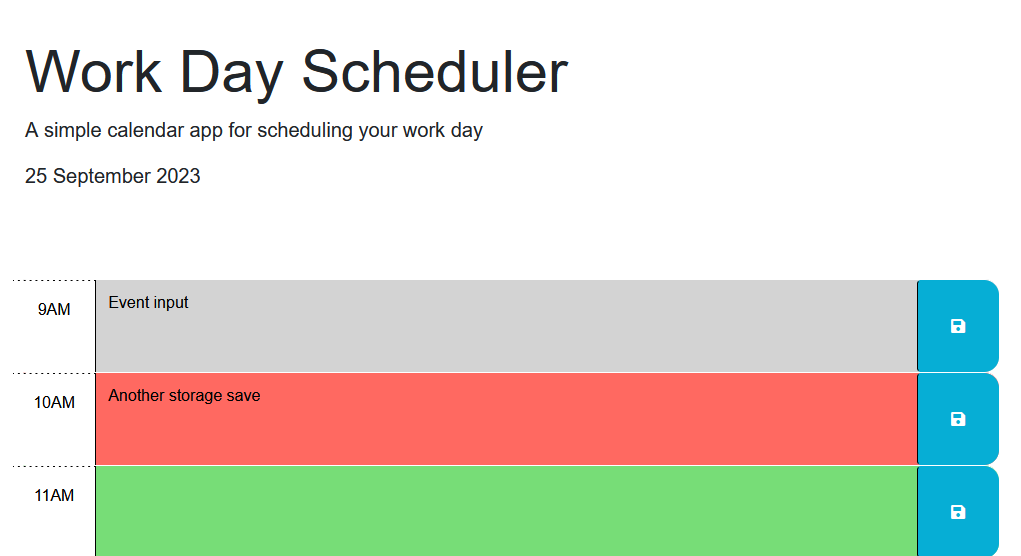 Work Day Scheduler
A simple calendar app for scheduling your work day
25 September 2023
9AM
Event input
10AM
Another storage save
11AM